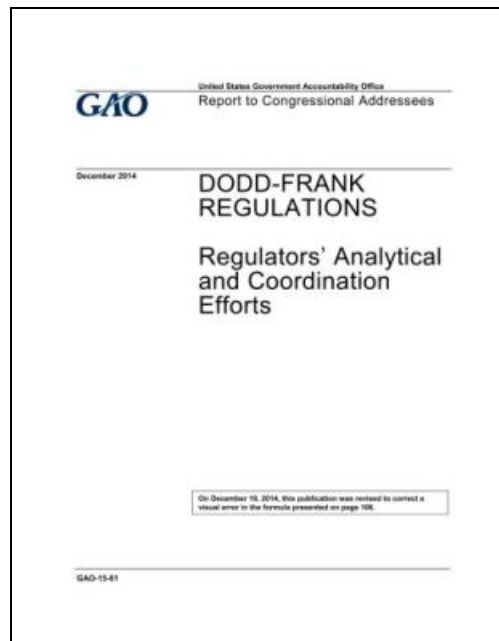 United States Government Accountability Office
GAO
Report to Congressional Addressees
December 2014
DODD-FRANK
REGULATIONS
Regulators' Analytical
and Coordination
Efforts
On December 18, 2014, this publication was revised to correct a
visual error in the formula presented on page
GAO-15-81